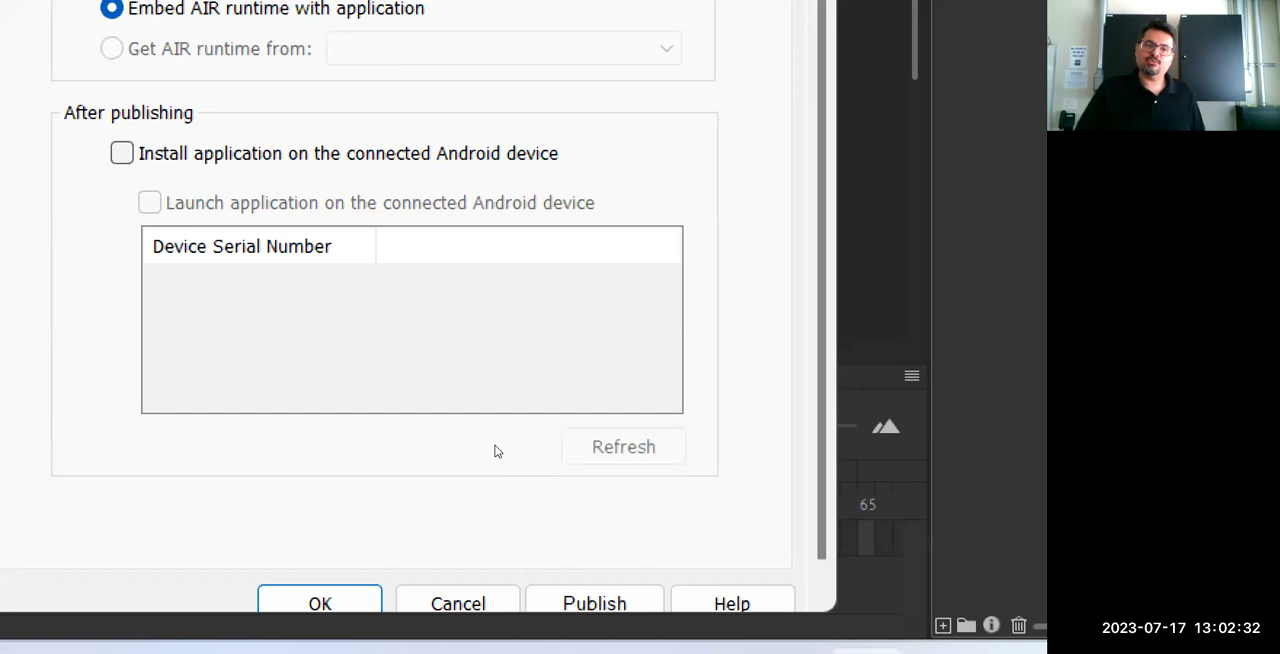 Embed AIR runtime with application
Get AIR runtime from:
After publishing
Install application on the connected Android device
Launch application on the connected Android device
Device Serial Number
Refresh
65
OK
Cancel
Publish
Help
2023-07-17 13:02:32